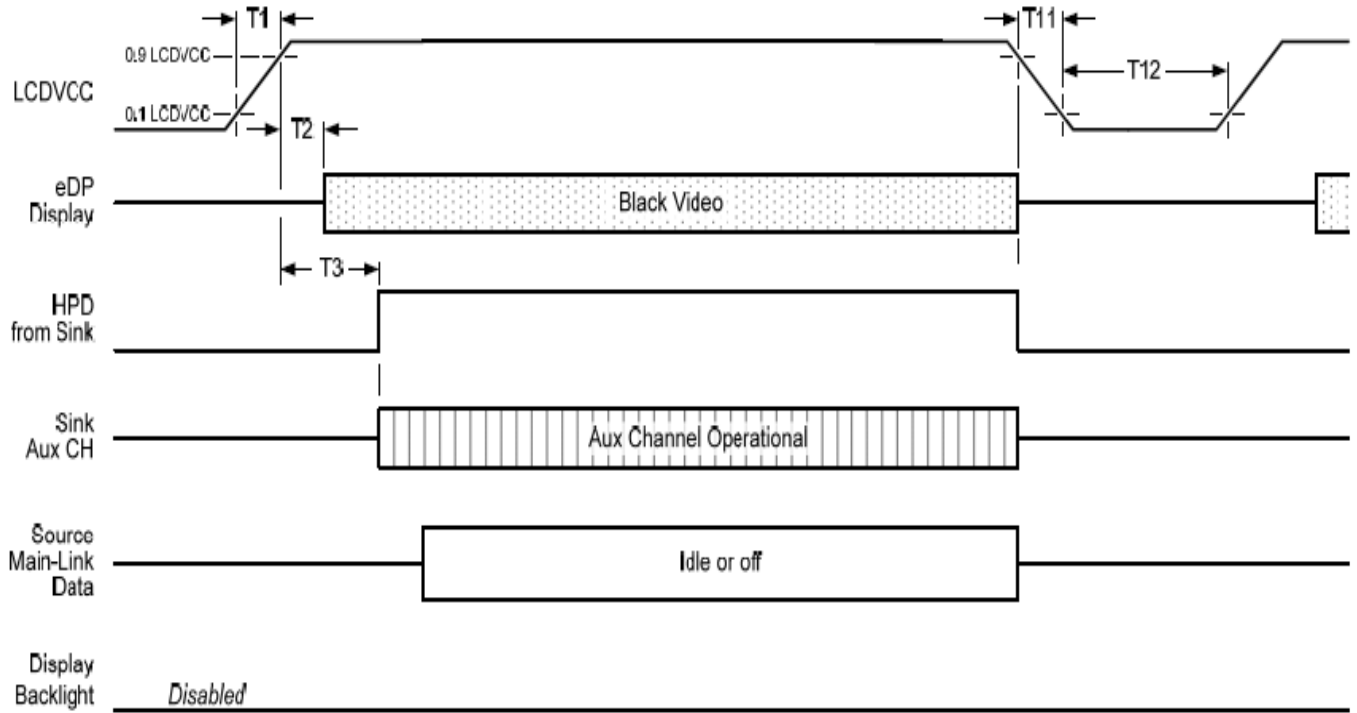 T1
T11
0.9 LCDVCC
LCDVCC
T12
0.1 LCDVCC
T2
eDP
Display
Black Video
T3
HPD
from Sink
Sink
Aux CH
Aux Channel Operational
Source
Main-Link
Data
Idle or off
Display
Backlight
Disabled